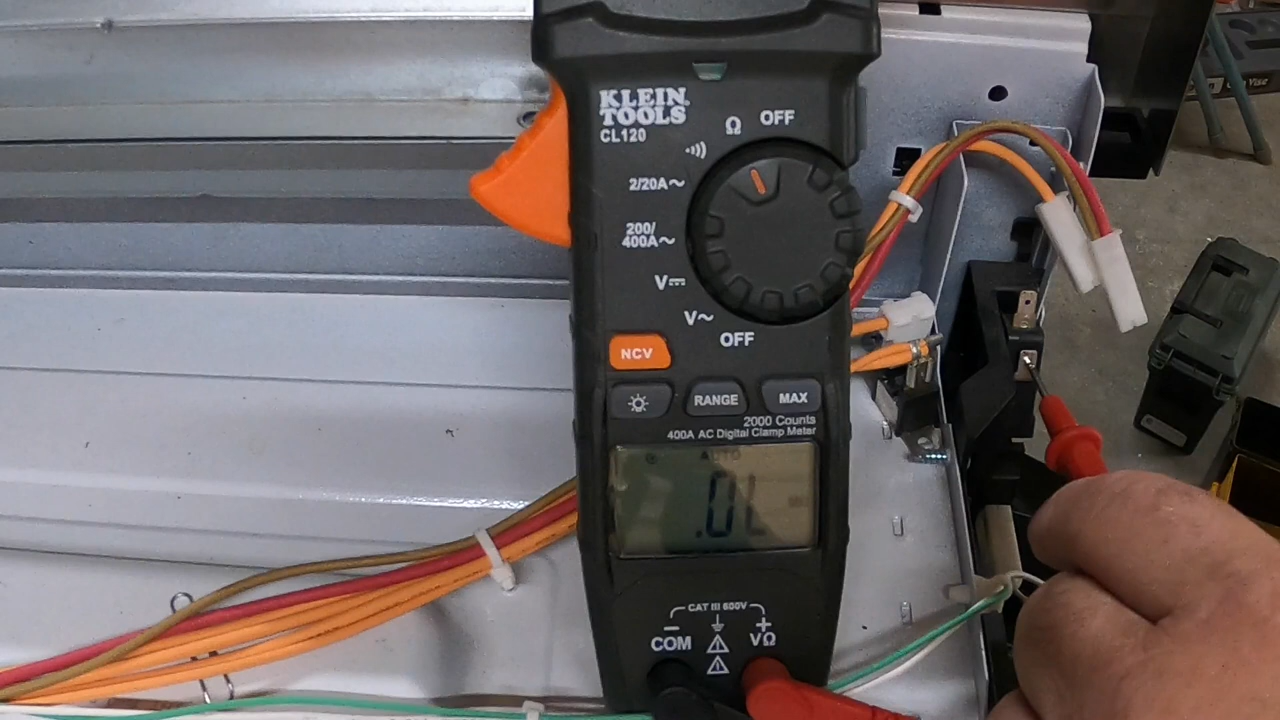 KLEIN
TOOLS
CL120
Ω OFF
2/20A～
200/
400A～
V⎓
V～
OFF
NCV
RANGE
MAX
2000 Counts
400A AC Digital Clamp Meter
AUTO
.0L
CAT III 600V
− +
COM VΩ